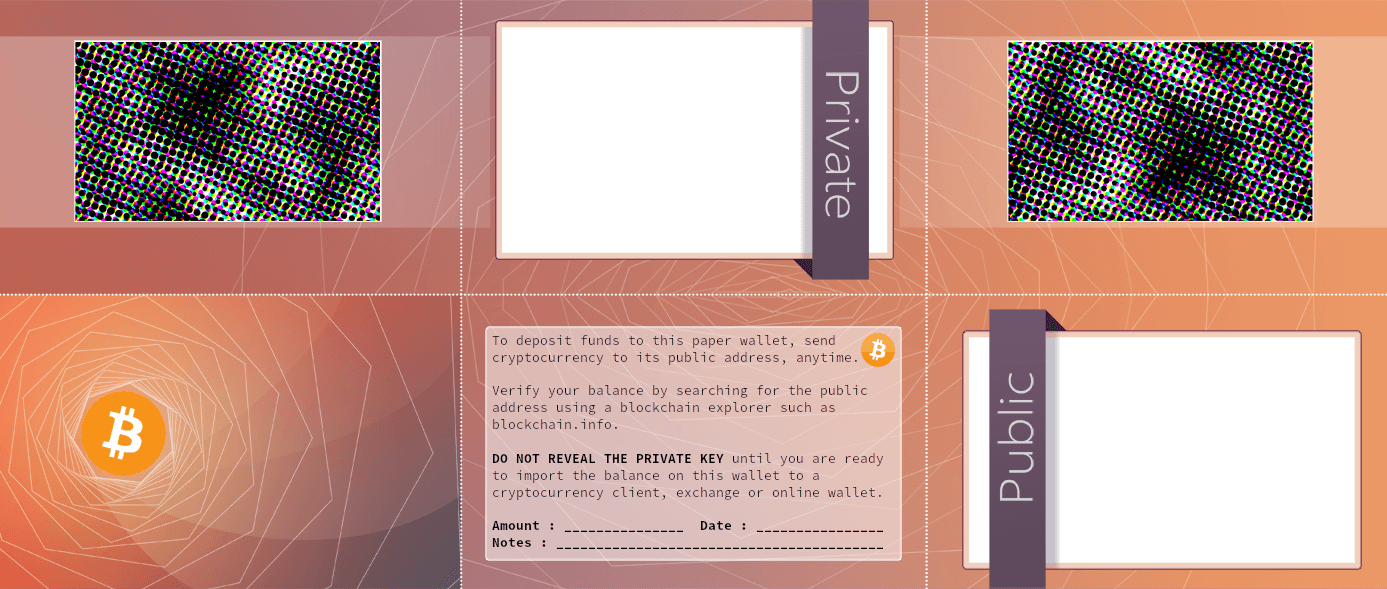 Private
To deposit funds to this paper wallet, send
cryptocurrency to its public address, anytime.
Verify your balance by searching for the public
address using a blockchain explorer such as
blockchain.info.
DO NOT REVEAL THE PRIVATE KEY until you are ready
to import the balance on this wallet to a
cryptocurrency client, exchange or online wallet.
Amount : _______________ Date : ________________
Notes : _________________________________________
Public